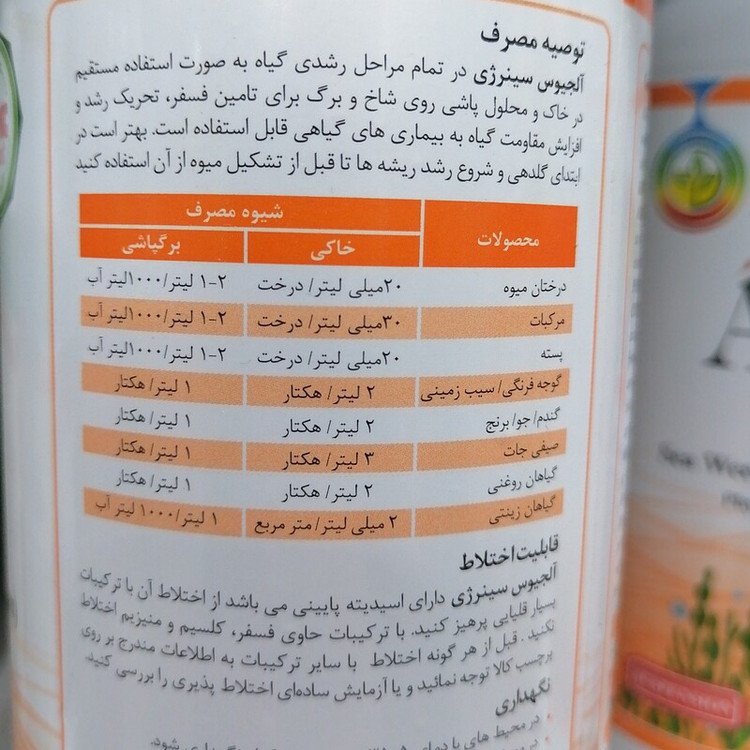 توصیه مصرف
آلجیوس سینرژی در تمام مراحل رشدی گیاه به صورت استفاده مستقیم
در خاک و محلول پاشی روی شاخ و برگ برای تامین فسفر، تحریک رشد و
افزایش مقاومت گیاه به بیماری های گیاهی قابل استفاده است. بهتر است در
ابتدای گلدهی و شروع رشد ریشه ها تا قبل از تشکیل میوه از آن استفاده کنید
محصولات شیوه مصرف
خاکی برگپاشی
درختان میوه ۲۰میلی لیتر/ درخت ۱-۲ لیتر/۱۰۰۰لیتر آب
مرکبات ۳۰میلی لیتر/ درخت ۱-۲ لیتر/۱۰۰۰لیتر آب
پسته ۲۰میلی لیتر/ درخت ۱-۲ لیتر/۱۰۰۰لیتر آب
گوجه فرنگی/ سیب زمینی ۲ لیتر/ هکتار ۱ لیتر/ هکتار
گندم/ جو/ برنج ۲ لیتر/ هکتار ۱ لیتر/ هکتار
صیفی جات ۳ لیتر/ هکتار ۱ لیتر/ هکتار
گیاهان روغنی ۲ لیتر/ هکتار ۱ لیتر/ هکتار
گیاهان زینتی ۲ میلی لیتر/ متر مربع ۱ لیتر/۱۰۰۰ لیتر آب
قابلیت اختلاط
آلجیوس سینرژی دارای اسیدیته پایینی می باشد از اختلاط آن با ترکیبات
بسیار قلیایی پرهیز کنید. با ترکیبات حاوی فسفر، کلسیم و منیزیم اختلاط
نکنید. قبل از هر گونه اختلاط با سایر ترکیبات به اطلاعات مندرج بر روی
برچسب کالا توجه نمائید و یا آزمایش ساده‌ای اختلاط پذیری را بررسی کنید.
نگهداری
در محیط های با دمای
شود.
Sea Wee